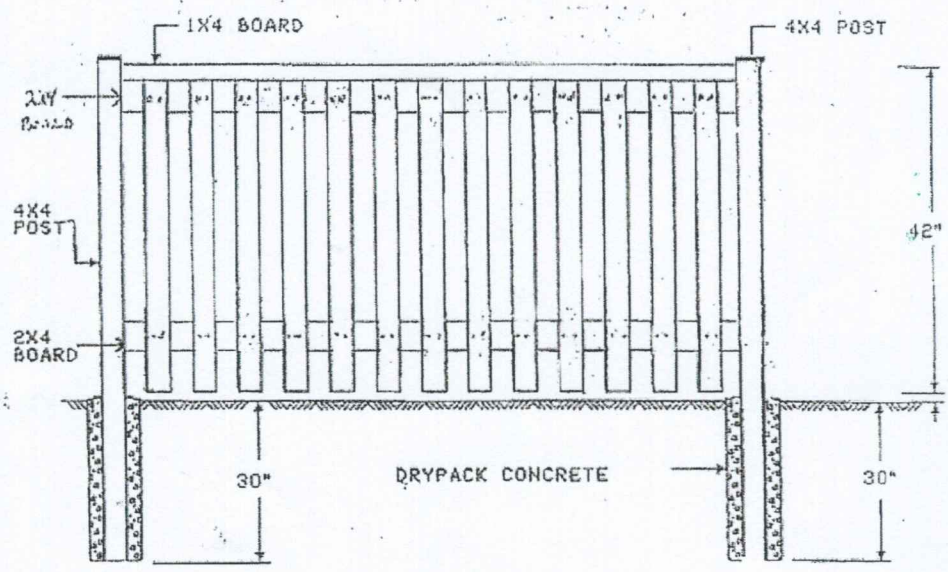 1X4 BOARD
4X4 POST
2X4
BOARD
4X4
POST
42"
2X4
BOARD
30"
DRYPACK CONCRETE
30"